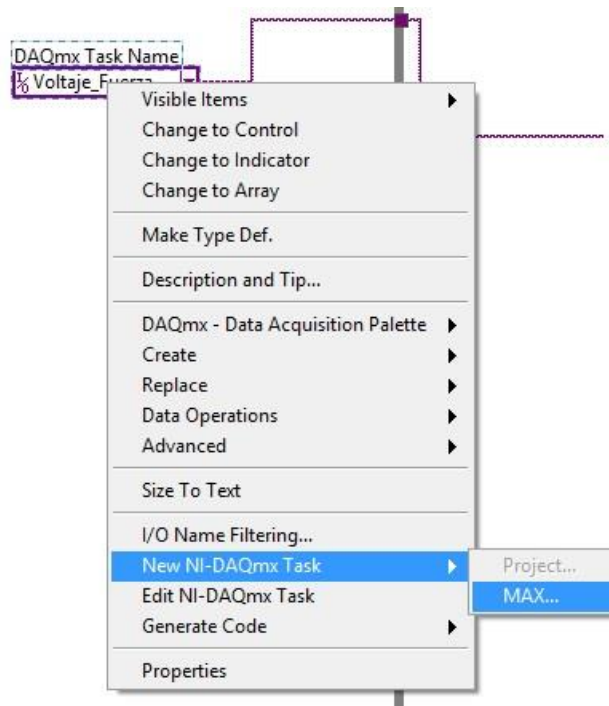 DAQmx Task Name
Voltaje_Fuerza
Visible Items
Change to Control
Change to Indicator
Change to Array
Make Type Def.
Description and Tip...
DAQmx - Data Acquisition Palette
Create
Replace
Data Operations
Advanced
Size To Text
I/O Name Filtering...
New NI-DAQmx Task
Project...
Edit NI-DAQmx Task
MAX...
Generate Code
Properties